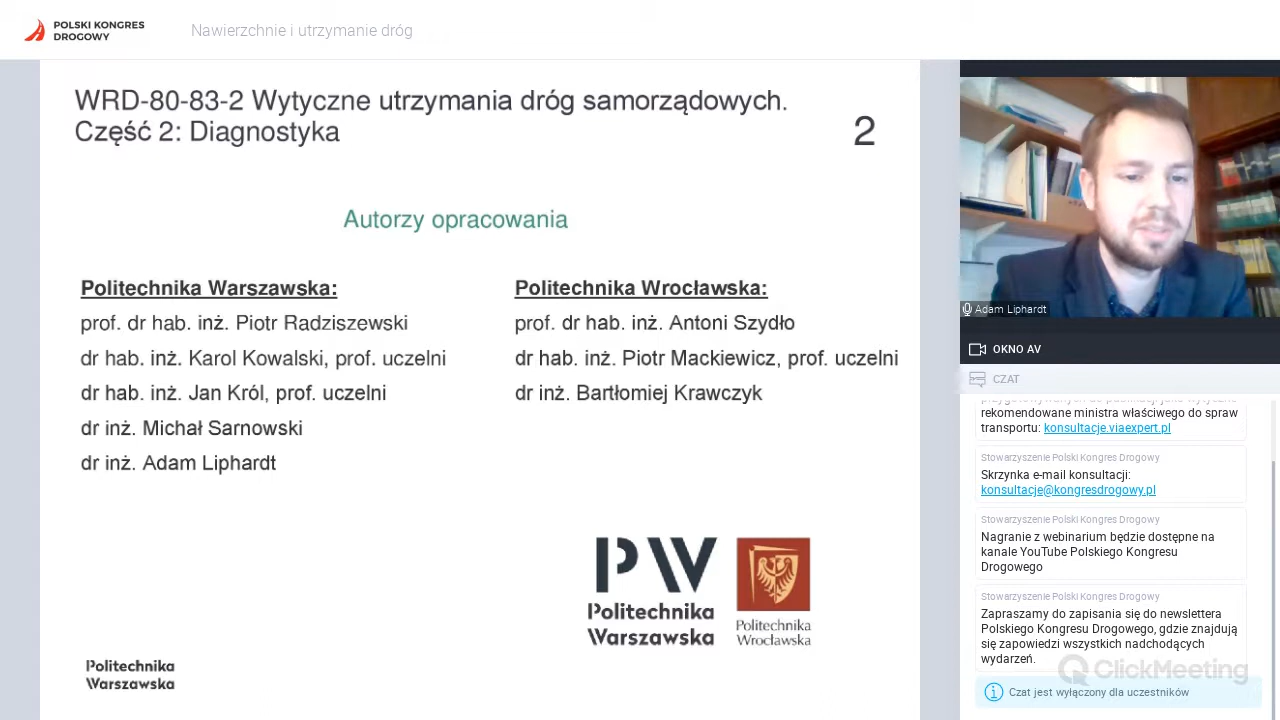 POLSKI KONGRES
DROGOWY
Nawierzchnie i utrzymanie dróg
WRD-80-83-2 Wytyczne utrzymania dróg samorządowych.
Część 2: Diagnostyka
2
Autorzy opracowania
Politechnika Warszawska:
prof. dr hab. inż. Piotr Radziszewski
dr hab. inż. Karol Kowalski, prof. uczelni
dr hab. inż. Jan Król, prof. uczelni
dr inż. Michał Sarnowski
dr inż. Adam Liphardt
Politechnika Wrocławska:
prof. dr hab. inż. Antoni Szydło
dr hab. inż. Piotr Mackiewicz, prof. uczelni
dr inż. Bartłomiej Krawczyk
PW
Politechnika
Warszawska
Politechnika
Wrocławska
Politechnika
Warszawska
Adam Liphardt
OKNO AV
CZAT
rekomendowane ministra właściwego do spraw
transportu: konsultacje.viaexpert.pl
Stowarzyszenie Polski Kongres Drogowy
Skrzynka e-mail konsultacji:
konsultacje@kongresdrogowy.pl
Stowarzyszenie Polski Kongres Drogowy
Nagranie z webinarium będzie dostępne na
kanale YouTube Polskiego Kongresu
Drogowego
Stowarzyszenie Polski Kongres Drogowy
Zapraszamy do zapisania się do newslettera
Polskiego Kongresu Drogowego, gdzie znajdują
się zapowiedzi wszystkich nadchodzących
wydarzeń.
ClickMeeting
Czat jest wyłączony dla uczestników